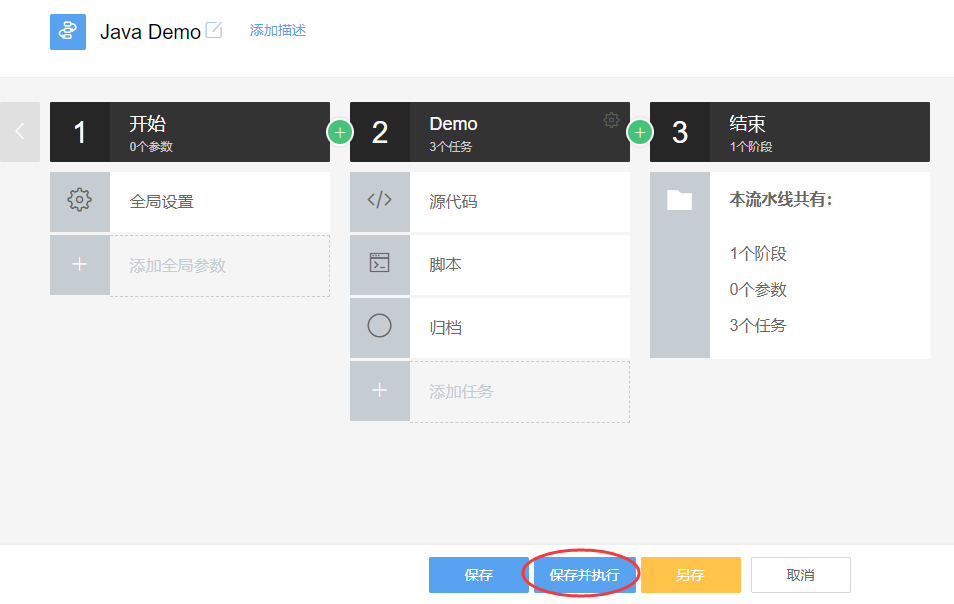 Java Demo 添加描述
1 开始
0个参数
全局设置
添加全局参数
2 Demo
3个任务
源代码
脚本
归档
添加任务
3 结束
1个阶段
本流水线共有：
1个阶段
0个参数
3个任务
保存 保存并执行 另存 取消